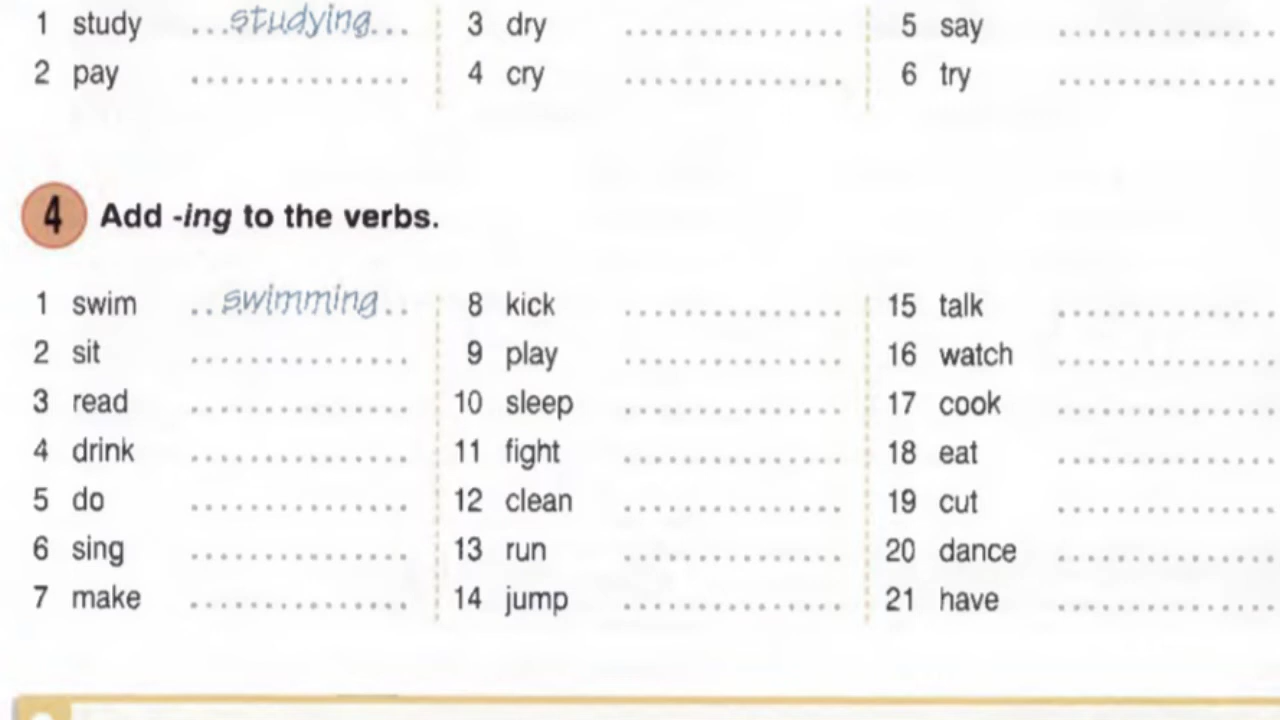 1 study ...studying... 3 dry .............. 5 say ..............
2 pay .............. 4 cry .............. 6 try ..............
4 Add -ing to the verbs.
1 swim ..swimming.. 8 kick .............. 15 talk ..............
2 sit .............. 9 play .............. 16 watch ..............
3 read .............. 10 sleep .............. 17 cook ..............
4 drink .............. 11 fight .............. 18 eat ..............
5 do .............. 12 clean .............. 19 cut ..............
6 sing .............. 13 run .............. 20 dance ..............
7 make .............. 14 jump .............. 21 have ..............